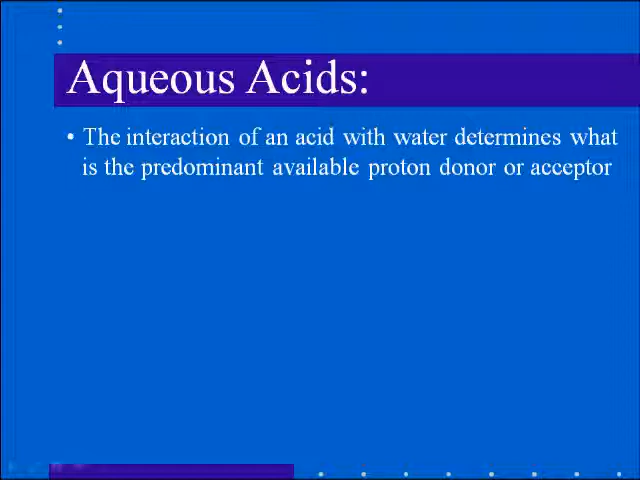 Aqueous Acids:
• The interaction of an acid with water determines what
is the predominant available proton donor or acceptor